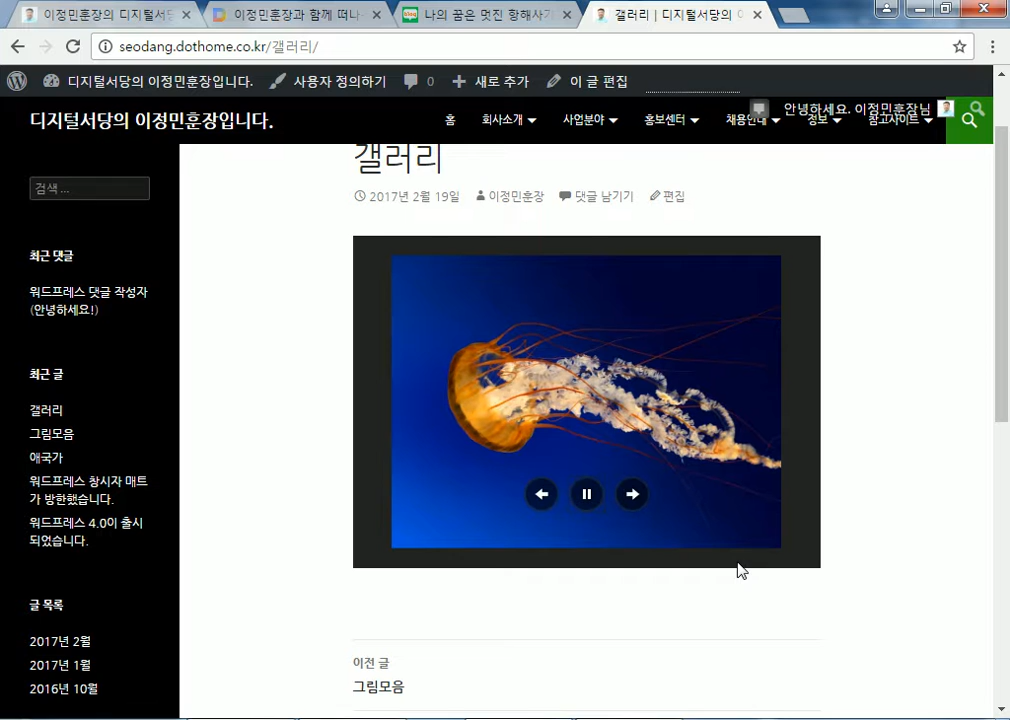 이정민훈장의 디지털서당
이정민훈장과 함께 떠나
blog 나의 꿈은 멋진 항해사
갤러리 | 디지털서당의 이
seodang.dothome.co.kr/갤러리/
디지털서당의 이정민훈장입니다. 사용자 정의하기 0 새로 추가 이 글 편집
안녕하세요. 이정민훈장님
디지털서당의 이정민훈장입니다. 홈 회사소개 사업분야 홍보센터 채용안내 정보 참고사이트
갤러리
2017년 2월 19일 이정민훈장 댓글 남기기 편집
검색 ...
최근 댓글
워드프레스 댓글 작성자
(안녕하세요!)
최근 글
갤러리
그림모음
애국가
워드프레스 창시자 매트
가 방한했습니다.
워드프레스 4.0이 출시
되었습니다.
글 목록
2017년 2월
2017년 1월
2016년 10월
이전 글
그림모음